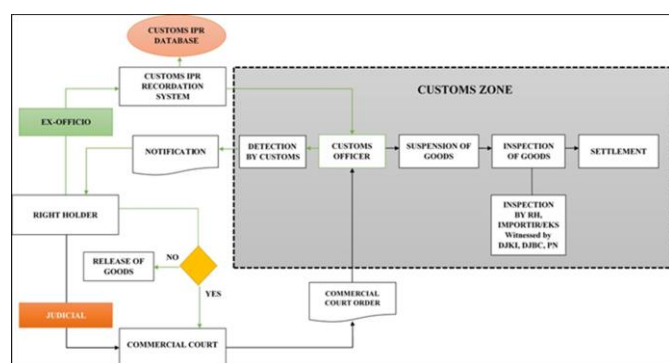 CUSTOMS IPR
DATABASE
CUSTOMS IPR
RECORDATION
SYSTEM
CUSTOMS ZONE
EX-OFFICIO
NOTIFICATION
DETECTION
BY CUSTOMS
CUSTOMS
OFFICER
SUSPENSION OF
GOODS
INSPECTION
OF GOODS
SETTLEMENT
RIGHT HOLDER
INSPECTION
BY RH,
IMPORTIR/EKS
Witnessed by
DJKI, DJBC, PN
NO
RELEASE OF
GOODS
YES
COMMERCIAL
COURT ORDER
JUDICIAL
COMMERCIAL COURT